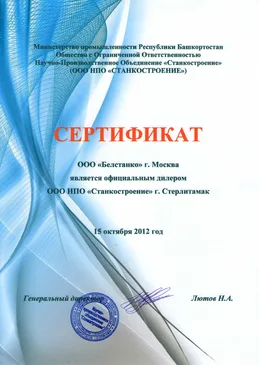 Министерство промышленности Республики Башкортостан
Общество с Ограниченной Ответственностью
Научно-Производственное Объединение «Станкостроение»
(ООО НПО «СТАНКОСТРОЕНИЕ»)
СЕРТИФИКАТ
ООО «Белстанко» г. Москва
является официальным дилером
ООО НПО «Станкостроение» г. Стерлитамак
15 октября 2012 год
Генеральный директор Лютов Н.А.